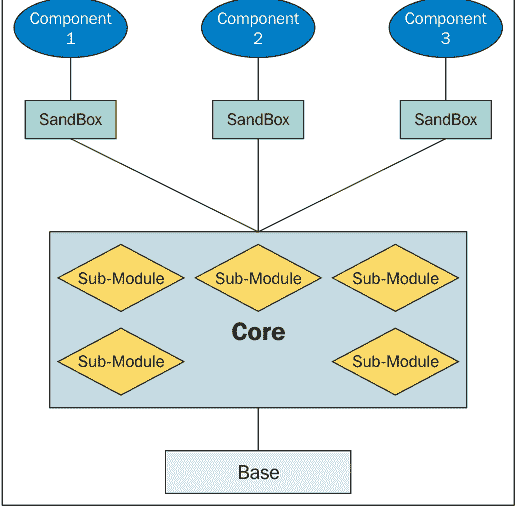 Component
1
Component
2
Component
3
SandBox
SandBox
SandBox
Sub-Module
Sub-Module
Sub-Module
Core
Sub-Module
Sub-Module
Base